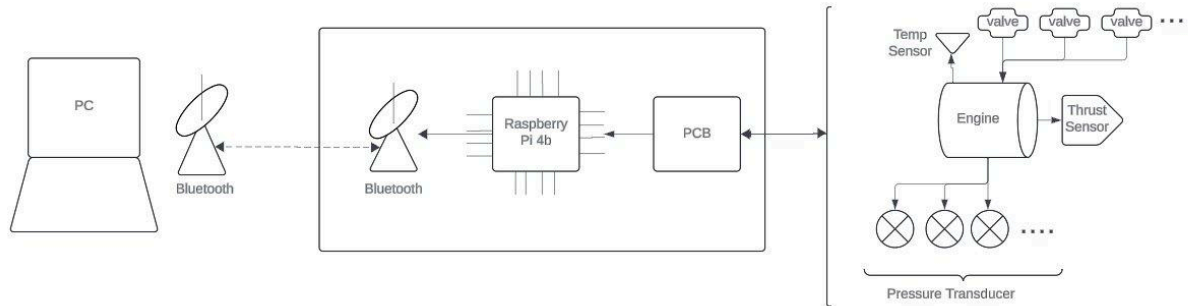 PC
Bluetooth
Bluetooth
Raspberry
Pi 4b
PCB
Temp
Sensor
valve
valve
valve
Engine
Thrust
Sensor
Pressure Transducer